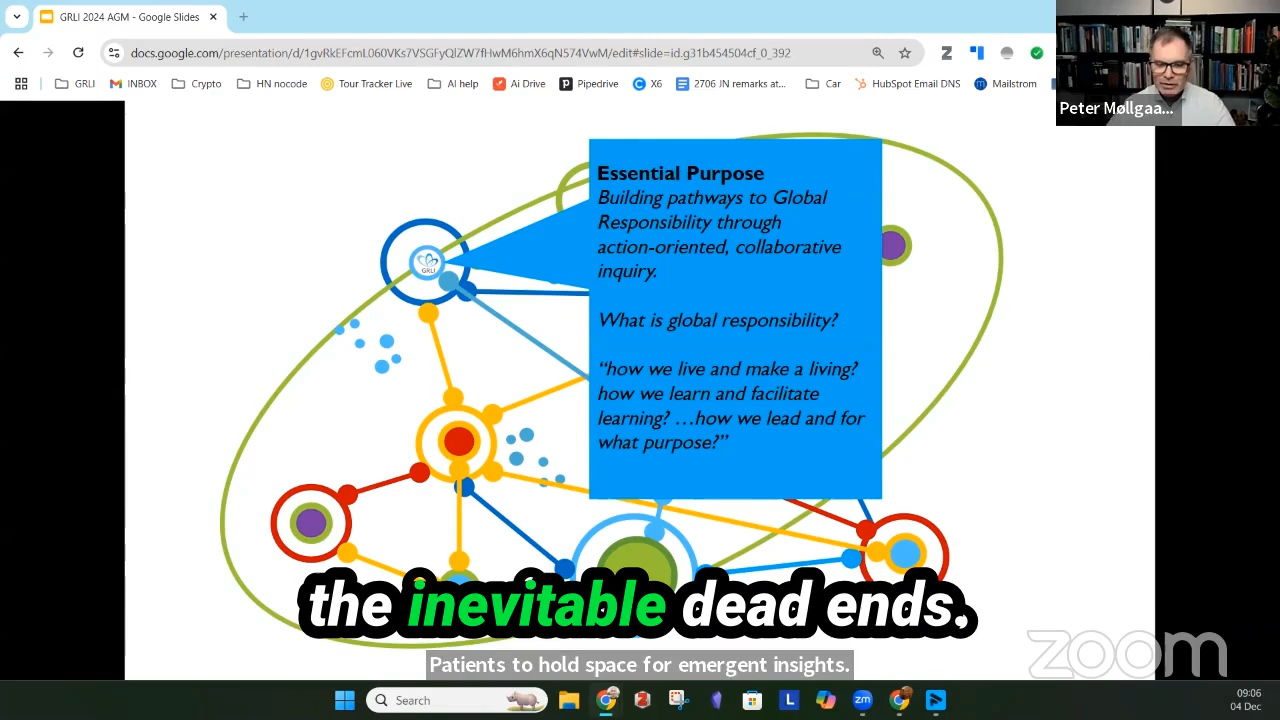 GRLI 2024 AGM - Google Slides
docs.google.com/presentation/d/1gvRkEFcnL060VKs7VSGFyQIZW7fHwM6hmX6qN574VwM/edit#slide=id.g31b454504cf_0_392
GRLI
INBOX
Crypto
HN nocode
Tour Tracker Live
AI help
Ai Drive
Pipedrive
X6
2706 JN remarks at...
Car
HubSpot Email DNS
Mailstrom
Peter Møllgaa...
Essential Purpose
Building pathways to Global
Responsibility through
action-oriented, collaborative
inquiry.
What is global responsibility?
“how we live and make a living?
how we learn and facilitate
learning? …how we lead and for
what purpose?”
GRLI
the inevitable dead ends.
Patients to hold space for emergent insights.
zoom
Search
09:06
04 Dec